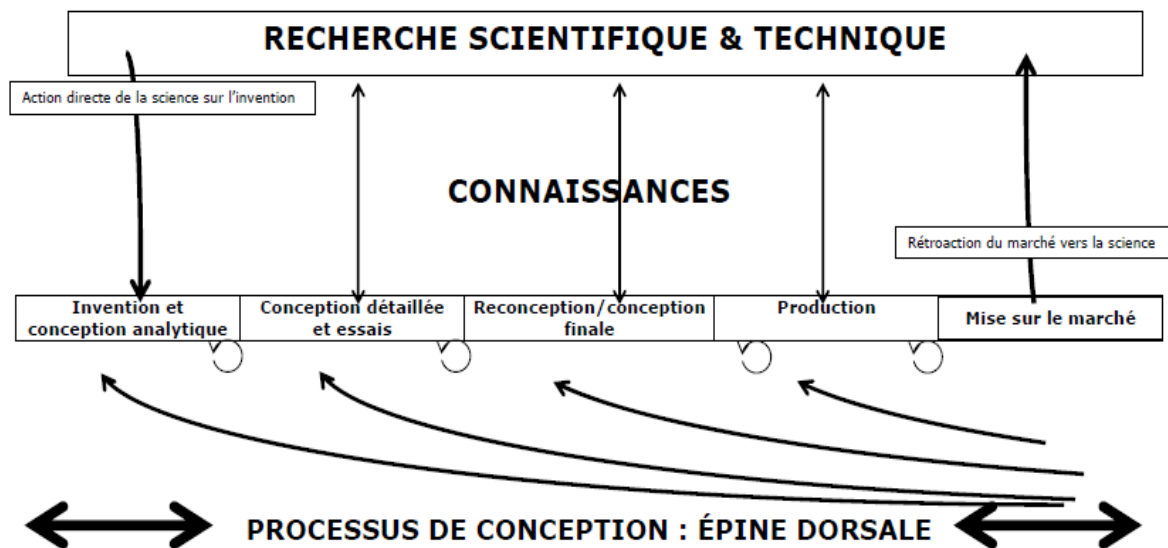 RECHERCHE SCIENTIFIQUE & TECHNIQUE
Action directe de la science sur l'invention
CONNAISSANCES
Rétroaction du marché vers la science
Invention et
conception analytique
Conception détaillée
et essais
Reconception/conception
finale
Production
Mise sur le marché
PROCESSUS DE CONCEPTION : ÉPINE DORSALE